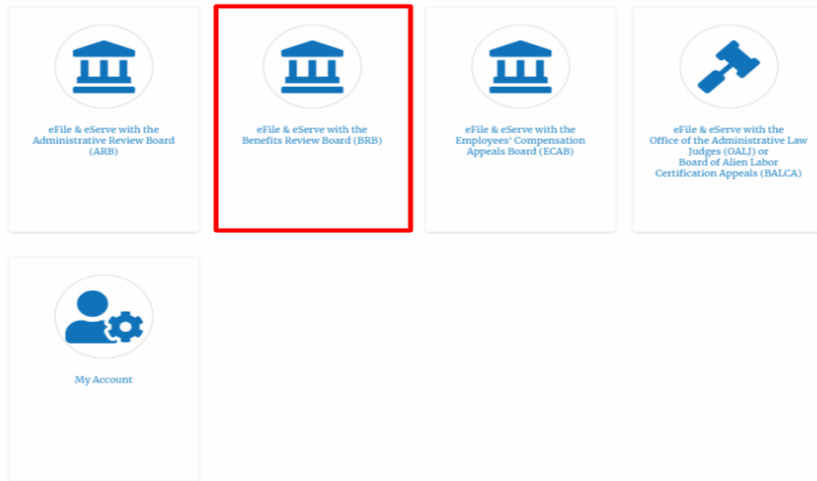 eFile & eServe with the
Administrative Review Board
(ARB)
eFile & eServe with the
Benefits Review Board (BRB)
eFile & eServe with the
Employees' Compensation
Appeals Board (ECAB)
eFile & eServe with the
Office of the Administrative Law
Judges (OALJ) or
Board of Alien Labor
Certification Appeals (BALCA)
My Account